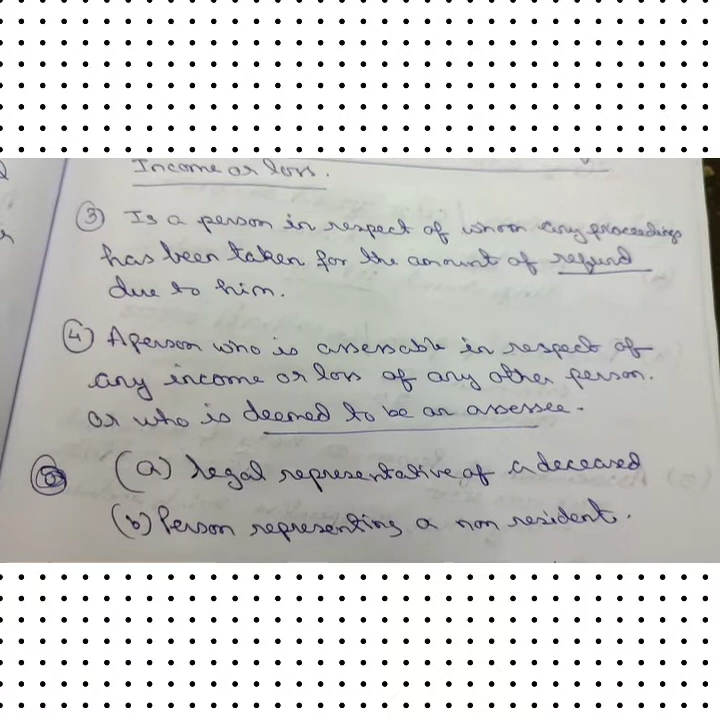 Income or loss.
③ Is a person in respect of whom any proceedings
has been taken for the amount of refund
due to him.
④ A person who is assessable in respect of
any income or loss of any other person.
or who is deemed to be an assessee.
(a) legal representative of a deceased
(b) Person representing a non resident.